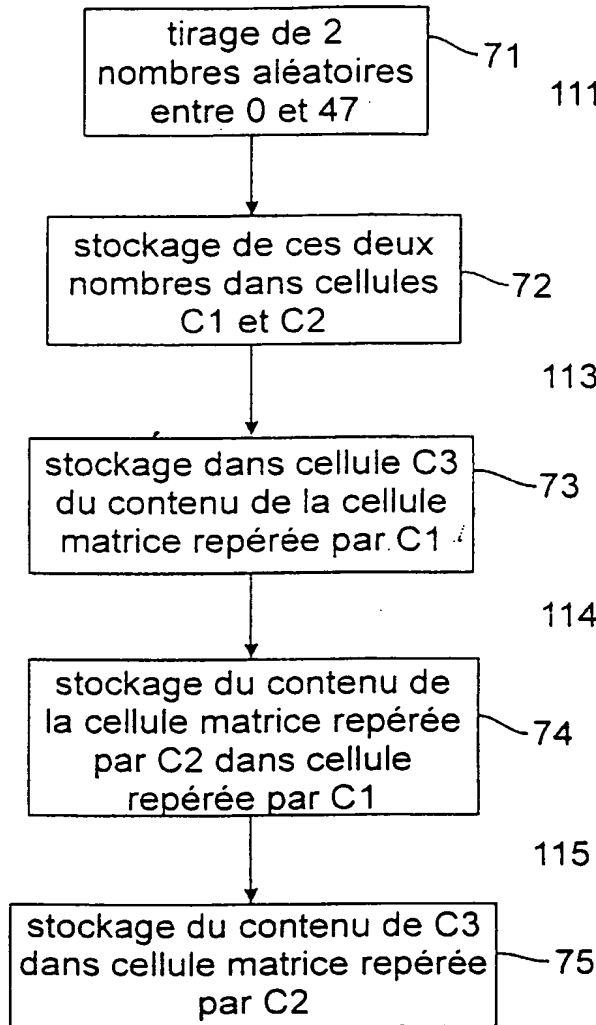 tirage de 2
nombres aléatoires
entre 0 et 47
71
111
stockage de ces deux
nombres dans cellules
C1 et C2
72
113
stockage dans cellule C3
du contenu de la cellule
matrice repérée par C1
73
114
stockage du contenu de
la cellule matrice repérée
par C2 dans cellule
repérée par C1
74
115
stockage du contenu de C3
dans cellule matrice repérée
par C2
75